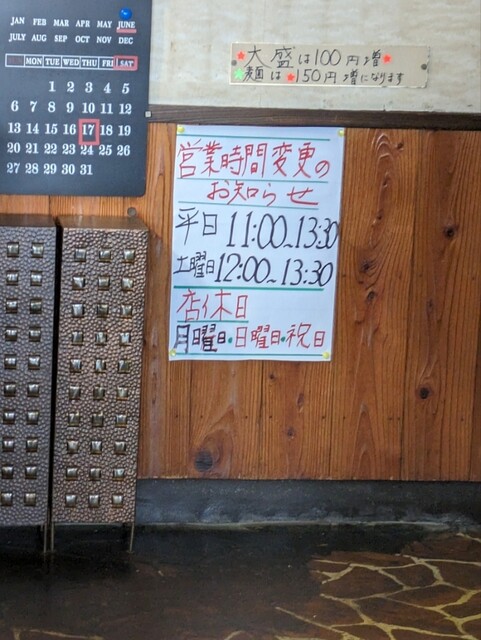 JAN FEB MAR APR MAY JUNE
JULY AUG SEP OCT NOV DEC
MON TUE WED THU FRI SAT
1 2 3 4 5
6 7 8 9 10 11 12
13 14 15 16 17 18 19
20 21 22 23 24 25 26
27 28 29 30 31
大盛は100円増
麺は150円増になります
営業時間変更の
お知らせ
平日 11:00~13:30
土曜日12:00~13:30
店休日
月曜日・日曜日・祝日